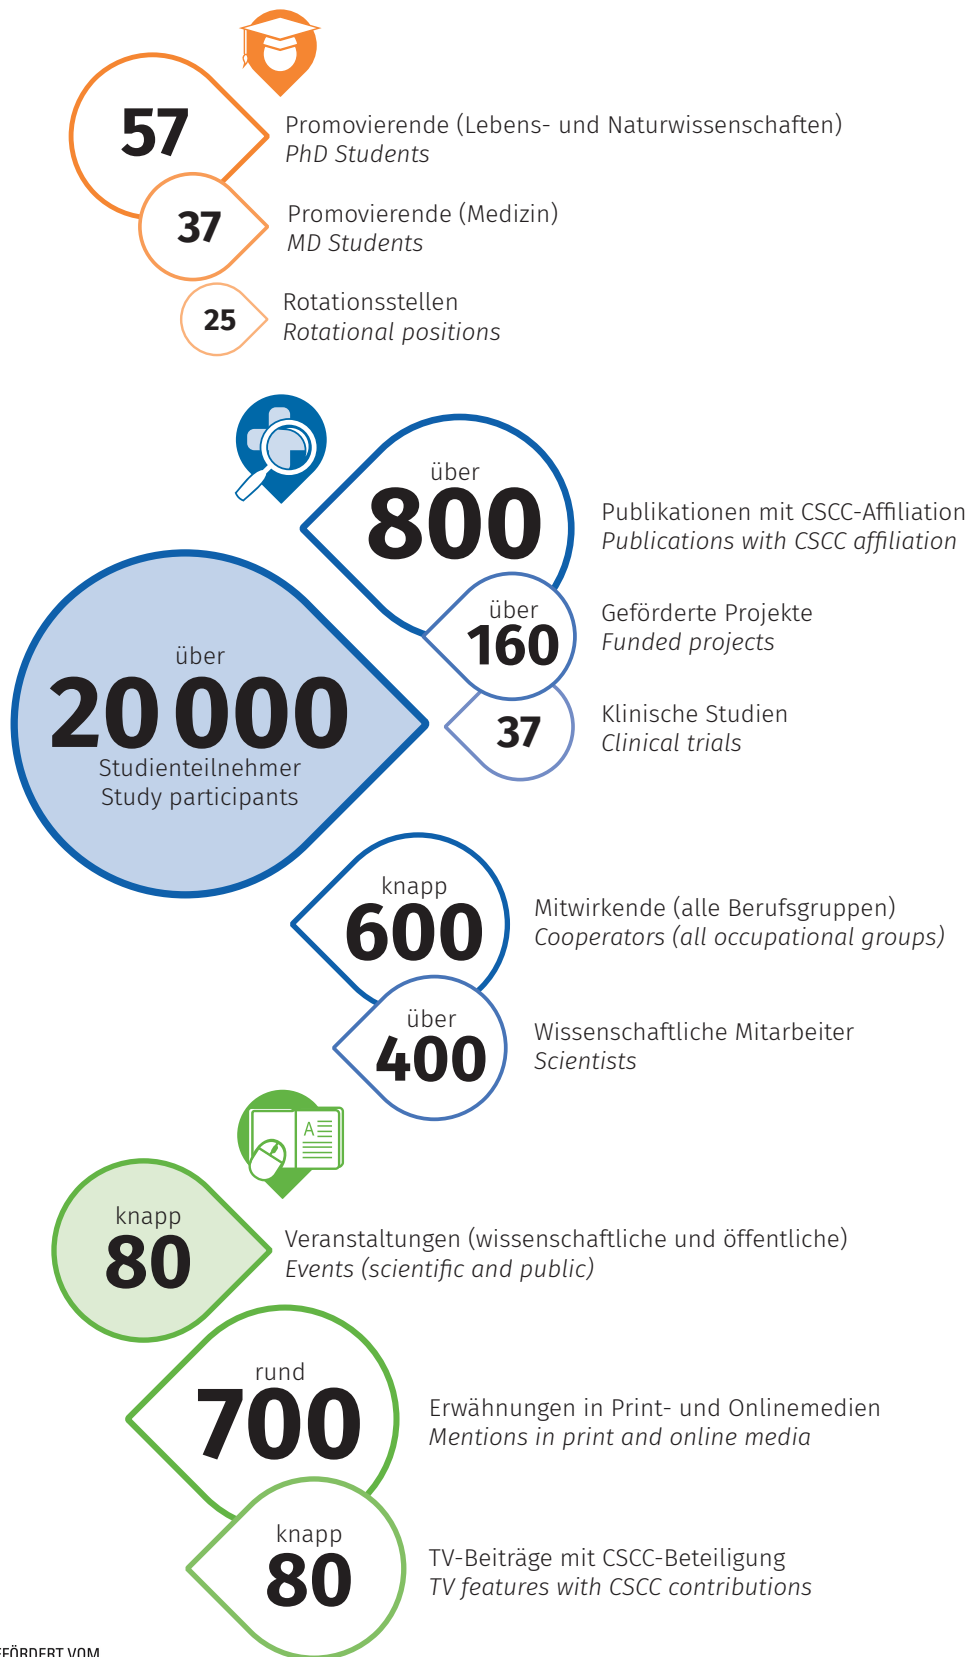 57
Promovierende (Lebens- und Naturwissenschaften)
PhD Students
37
Promovierende (Medizin)
MD Students
25
Rotationsstellen
Rotational positions
über
800
Publikationen mit CSCC-Affiliation
Publications with CSCC affiliation
über
160
Geförderte Projekte
Funded projects
über
20 000
Studienteilnehmer
Study participants
37
Klinische Studien
Clinical trials
knapp
600
Mitwirkende (alle Berufsgruppen)
Cooperators (all occupational groups)
über
400
Wissenschaftliche Mitarbeiter
Scientists
A
knapp
80
Veranstaltungen (wissenschaftliche und öffentliche)
Events (scientific and public)
rund
700
Erwähnungen in Print- und Onlinemedien
Mentions in print and online media
knapp
80
TV-Beiträge mit CSCC-Beteiligung
TV features with CSCC contributions
EFÖRDERT VOM